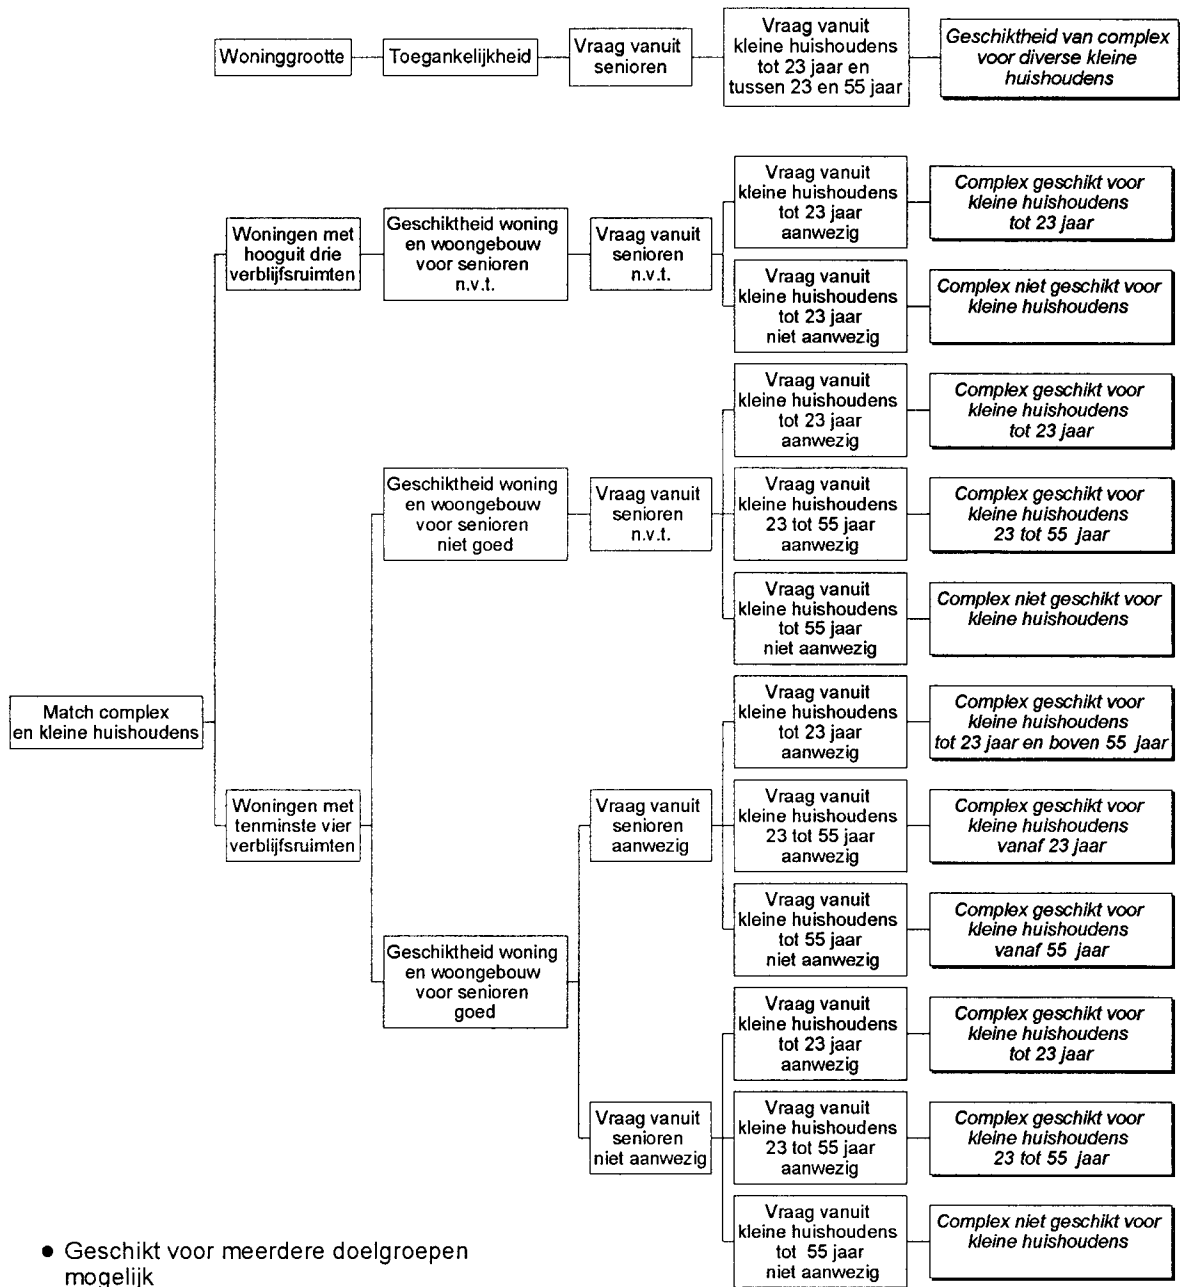 Woninggrootte
Toegankelijkheid
Vraag vanuit
senioren
Vraag vanuit
kleine huishoudens
tot 23 jaar en
tussen 23 en 55 jaar
Geschiktheid van complex
voor diverse kleine
huishoudens
Match complex
en kleine huishoudens
Woningen met
hooguit drie
verblijfsruimten
Geschiktheid woning
en woongebouw
voor senioren
n.v.t.
Vraag vanuit
senioren
n.v.t.
Vraag vanuit
kleine huishoudens
tot 23 jaar
aanwezig
Complex geschikt voor
kleine huishoudens
tot 23 jaar
Vraag vanuit
kleine huishoudens
tot 23 jaar
niet aanwezig
Complex niet geschikt voor
kleine huishoudens
Woningen met
tenminste vier
verblijfsruimten
Geschiktheid woning
en woongebouw
voor senioren
niet goed
Vraag vanuit
senioren
n.v.t.
Vraag vanuit
kleine huishoudens
tot 23 jaar
aanwezig
Complex geschikt voor
kleine huishoudens
tot 23 jaar
Vraag vanuit
kleine huishoudens
23 tot 55 jaar
aanwezig
Complex geschikt voor
kleine huishoudens
23 tot 55 jaar
Vraag vanuit
kleine huishoudens
tot 55 jaar
niet aanwezig
Complex niet geschikt voor
kleine huishoudens
Geschiktheid woning
en woongebouw
voor senioren
goed
Vraag vanuit
senioren
aanwezig
Vraag vanuit
kleine huishoudens
tot 23 jaar
aanwezig
Complex geschikt voor
kleine huishoudens
tot 23 jaar en boven 55 jaar
Vraag vanuit
kleine huishoudens
23 tot 55 jaar
aanwezig
Complex geschikt voor
kleine huishoudens
vanaf 23 jaar
Vraag vanuit
kleine huishoudens
tot 55 jaar
niet aanwezig
Complex geschikt voor
kleine huishoudens
vanaf 55 jaar
Vraag vanuit
senioren
niet aanwezig
Vraag vanuit
kleine huishoudens
tot 23 jaar
aanwezig
Complex geschikt voor
kleine huishoudens
tot 23 jaar
Vraag vanuit
kleine huishoudens
23 tot 55 jaar
aanwezig
Complex geschikt voor
kleine huishoudens
23 tot 55 jaar
Vraag vanuit
kleine huishoudens
tot 55 jaar
niet aanwezig
Complex niet geschikt voor
kleine huishoudens
● Geschikt voor meerdere doelgroepen
mogelijk